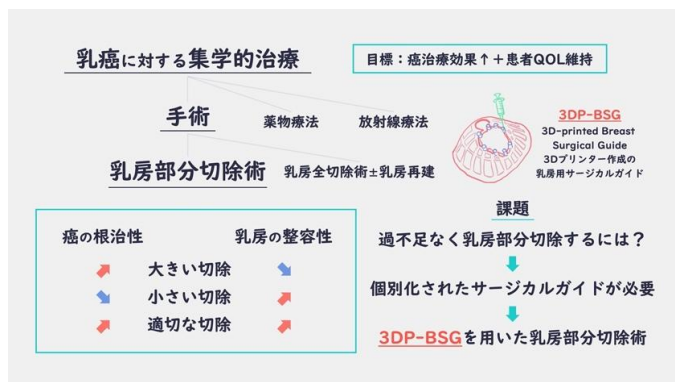 乳癌に対する集学的治療
目標：癌治療効果↑＋患者QOL維持
手術
薬物療法
放射線療法
乳房部分切除術
乳房全切除術±乳房再建
3DP-BSG
3D-printed Breast
Surgical Guide
3Dプリンター作成の
乳房用サージカルガイド
癌の根治性
乳房の整容性
大きい切除
小さい切除
適切な切除
課題
過不足なく乳房部分切除するには？
個別化されたサージカルガイドが必要
3DP-BSGを用いた乳房部分切除術